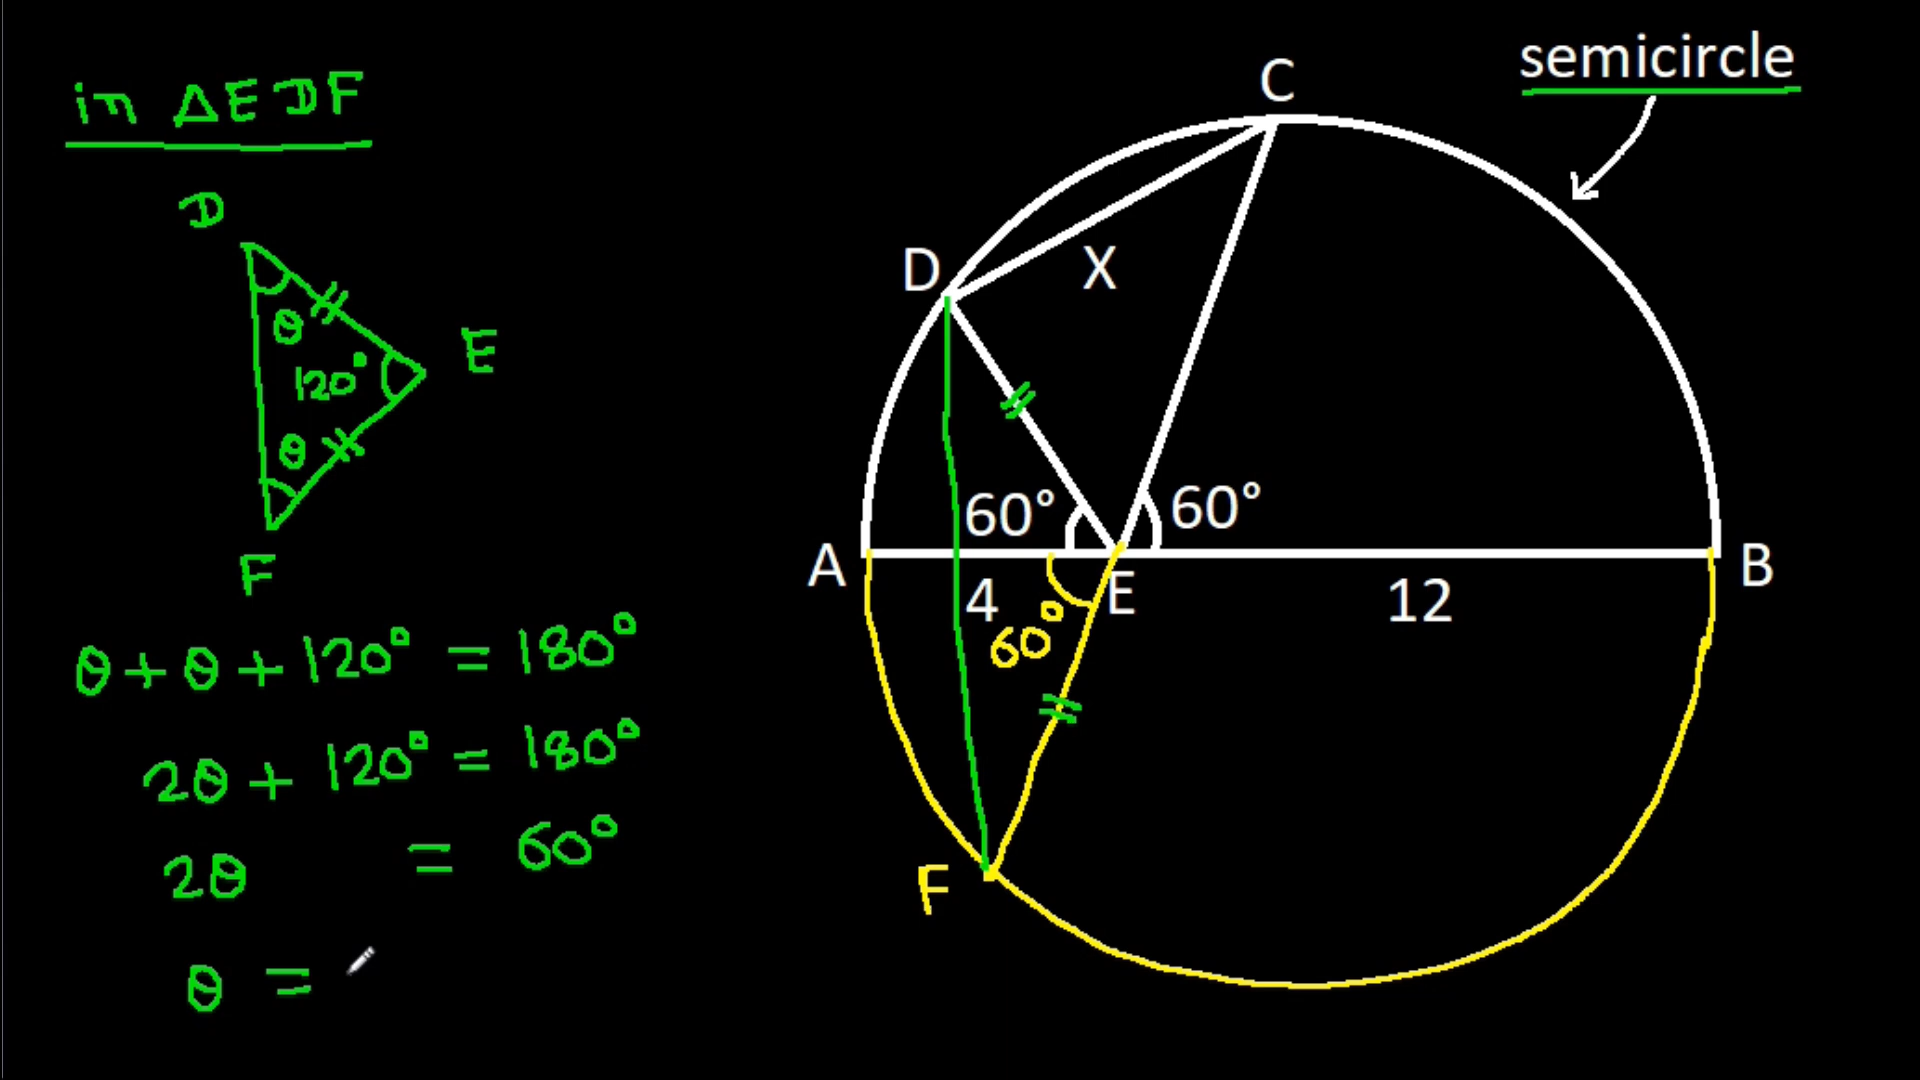 in ΔEDF
D
θ
120°
E
θ
F
θ + θ + 120° = 180°
2θ + 120° = 180°
2θ = 60°
θ =
semicircle
C
D
X
60°
60°
A
4
E
12
B
60°
F